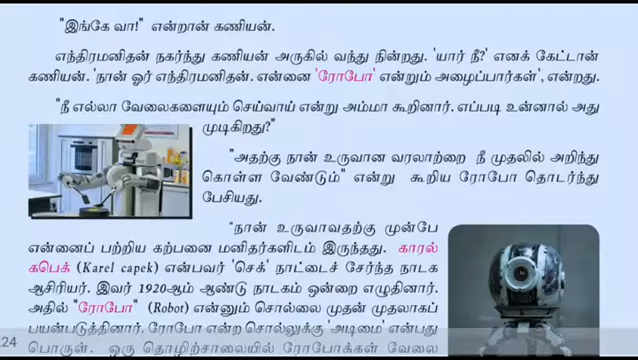 "இங்கே வா!" என்றான் கணியன்.
எந்திரமனிதன் நகர்ந்து கணியன் அருகில் வந்து நின்றது. 'யார் நீ?' எனக் கேட்டான்
கணியன். 'நான் ஓர் எந்திரமனிதன். என்னை 'ரோபோ' என்றும் அழைப்பார்கள்', என்றது.
"நீ எல்லா வேலைகளையும் செய்வாய் என்று அம்மா கூறினார். எப்படி உன்னால் அது
முடிகிறது?"
"அதற்கு நான் உருவான வரலாற்றை நீ முதலில் அறிந்து
கொள்ள வேண்டும்" என்று கூறிய ரோபோ தொடர்ந்து
பேசியது.
"நான் உருவாவதற்கு முன்பே
என்னைப் பற்றிய கற்பனை மனிதர்களிடம் இருந்தது. காரல்
கபெக் (Karel capek) என்பவர் 'செக்' நாட்டைச் சேர்ந்த நாடக
ஆசிரியர். இவர் 1920ஆம் ஆண்டு நாடகம் ஒன்றை எழுதினார்.
அதில் "ரோபோ" (Robot) என்னும் சொல்லை முதன் முதலாகப்
பயன்படுத்தினார். ரோபோ என்ற சொல்லுக்கு அடிமை' என்பது
பொருள். ஒரு தொழிற்சாலையில் ரோபோக்கள் வேலை
24